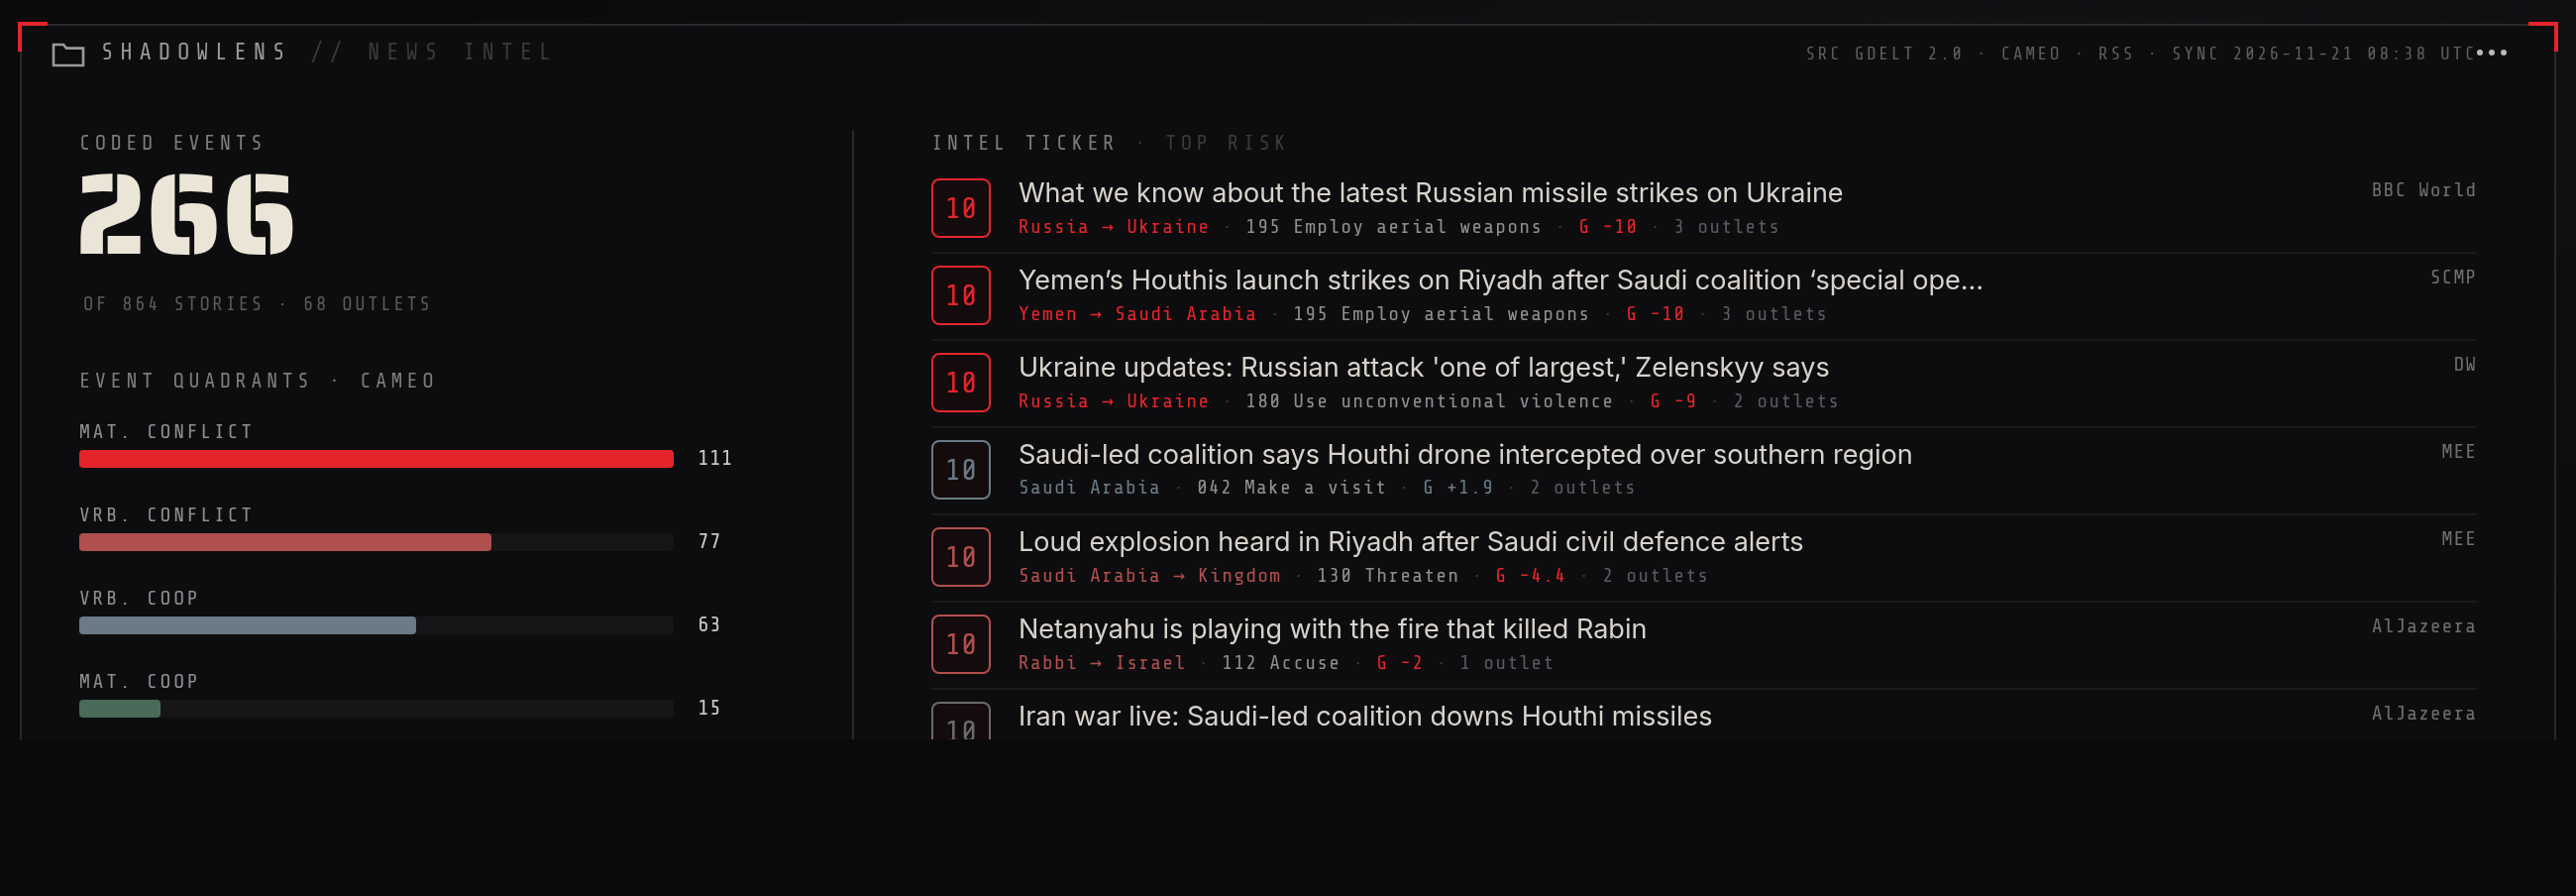 SHADOWLENS // NEWS INTEL
SRC GDELT 2.0 · CAMEO · RSS · SYNC 2026-11-21 08:38 UTC
CODED EVENTS
266
OF 864 STORIES · 68 OUTLETS
EVENT QUADRANTS · CAMEO
MAT. CONFLICT
111
VRB. CONFLICT
77
VRB. COOP
63
MAT. COOP
15
INTEL TICKER · TOP RISK
10
What we know about the latest Russian missile strikes on Ukraine
BBC World
Russia → Ukraine · 195 Employ aerial weapons · G -10 · 3 outlets
10
Yemen’s Houthis launch strikes on Riyadh after Saudi coalition ‘special ope…
SCMP
Yemen → Saudi Arabia · 195 Employ aerial weapons · G -10 · 3 outlets
10
Ukraine updates: Russian attack 'one of largest,' Zelenskyy says
DW
Russia → Ukraine · 180 Use unconventional violence · G -9 · 2 outlets
10
Saudi-led coalition says Houthi drone intercepted over southern region
MEE
Saudi Arabia · 042 Make a visit · G +1.9 · 2 outlets
10
Loud explosion heard in Riyadh after Saudi civil defence alerts
MEE
Saudi Arabia → Kingdom · 130 Threaten · G -4.4 · 2 outlets
10
Netanyahu is playing with the fire that killed Rabin
AlJazeera
Rabbi → Israel · 112 Accuse · G -2 · 1 outlet
10
Iran war live: Saudi-led coalition downs Houthi missiles
AlJazeera